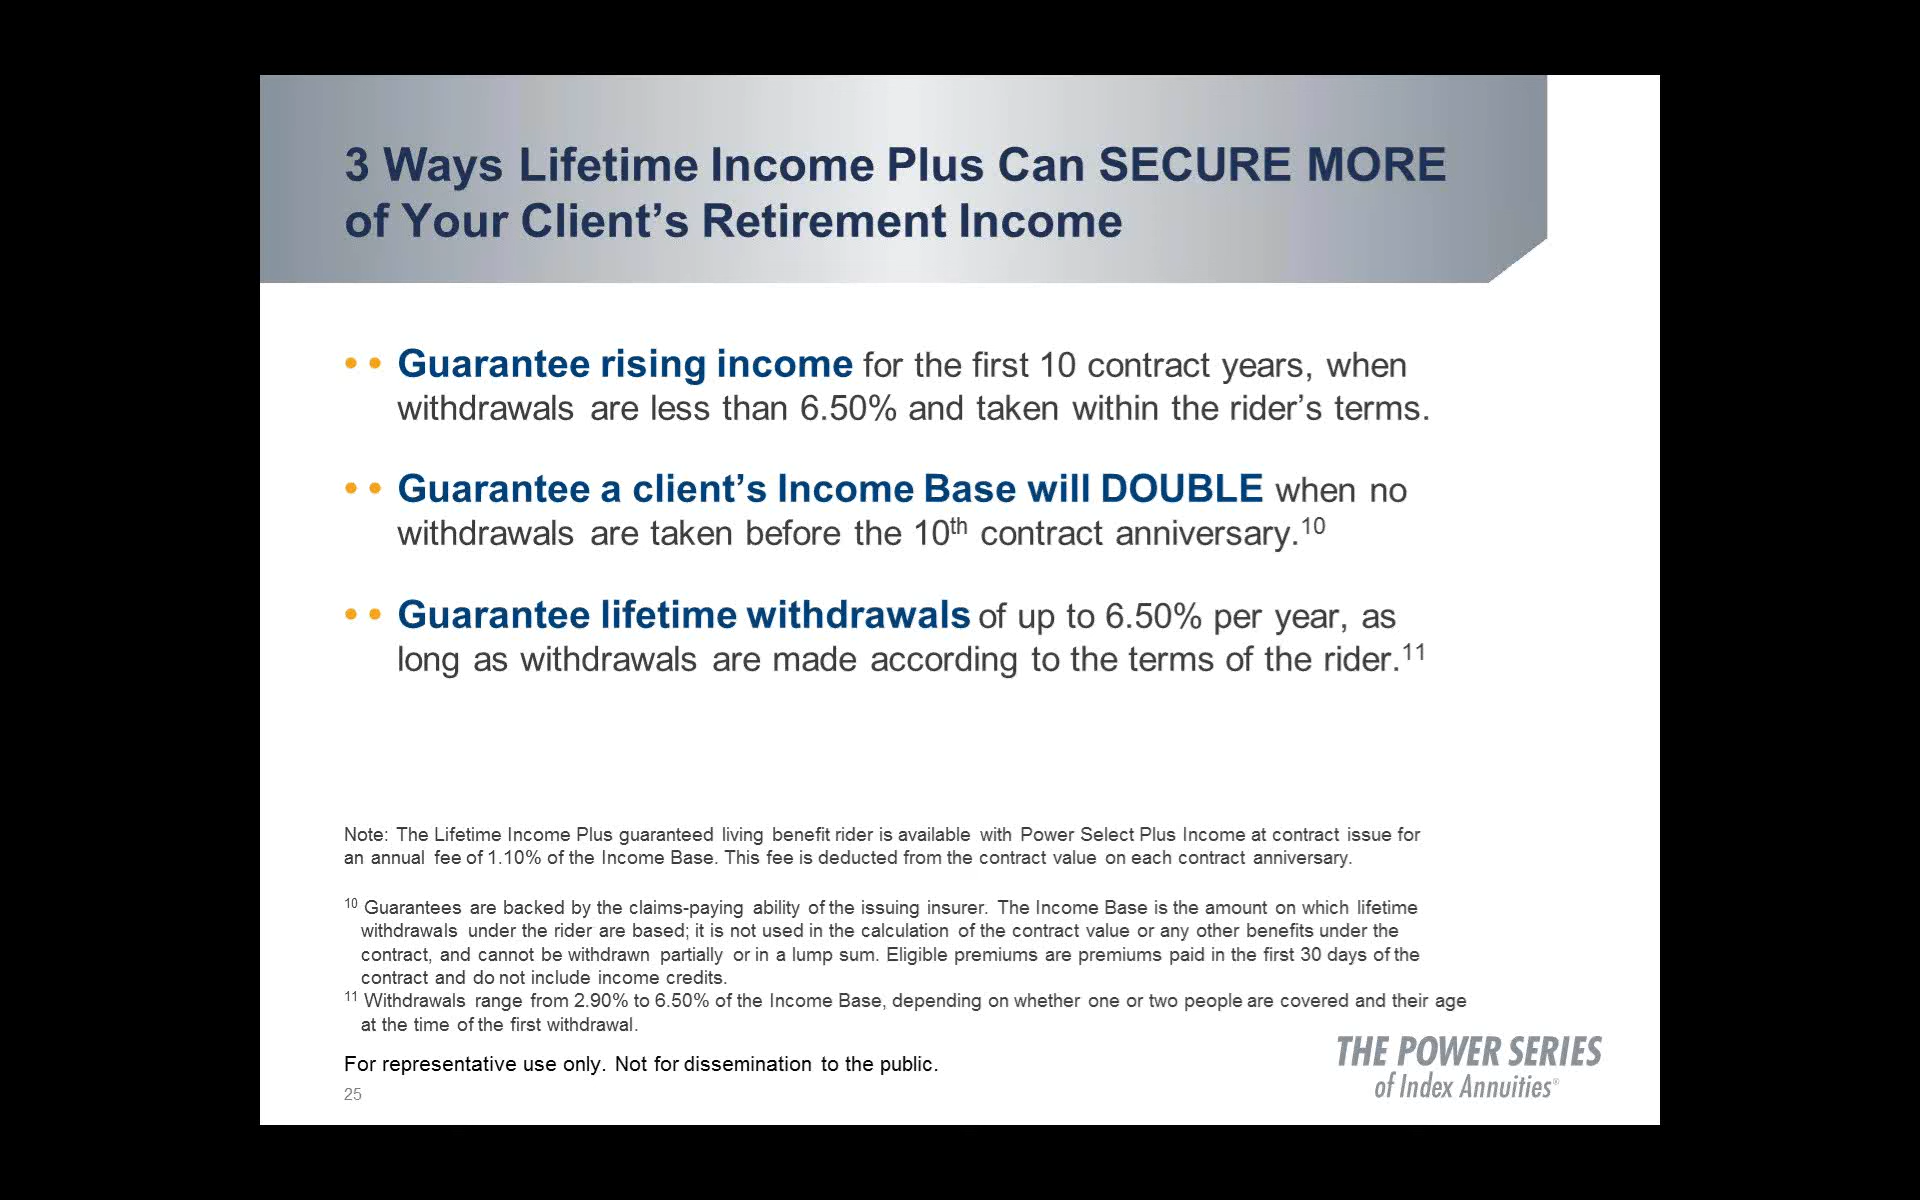 3 Ways Lifetime Income Plus Can SECURE MORE
of Your Client’s Retirement Income
•• Guarantee rising income for the first 10 contract years, when
withdrawals are less than 6.50% and taken within the rider’s terms.
•• Guarantee a client’s Income Base will DOUBLE when no
withdrawals are taken before the 10th contract anniversary.10
•• Guarantee lifetime withdrawals of up to 6.50% per year, as
long as withdrawals are made according to the terms of the rider.11
Note: The Lifetime Income Plus guaranteed living benefit rider is available with Power Select Plus Income at contract issue for
an annual fee of 1.10% of the Income Base. This fee is deducted from the contract value on each contract anniversary.
10 Guarantees are backed by the claims-paying ability of the issuing insurer. The Income Base is the amount on which lifetime
withdrawals under the rider are based; it is not used in the calculation of the contract value or any other benefits under the
contract, and cannot be withdrawn partially or in a lump sum. Eligible premiums are premiums paid in the first 30 days of the
contract and do not include income credits.
11 Withdrawals range from 2.90% to 6.50% of the Income Base, depending on whether one or two people are covered and their age
at the time of the first withdrawal.
For representative use only. Not for dissemination to the public.
25
THE POWER SERIES
of Index Annuities®